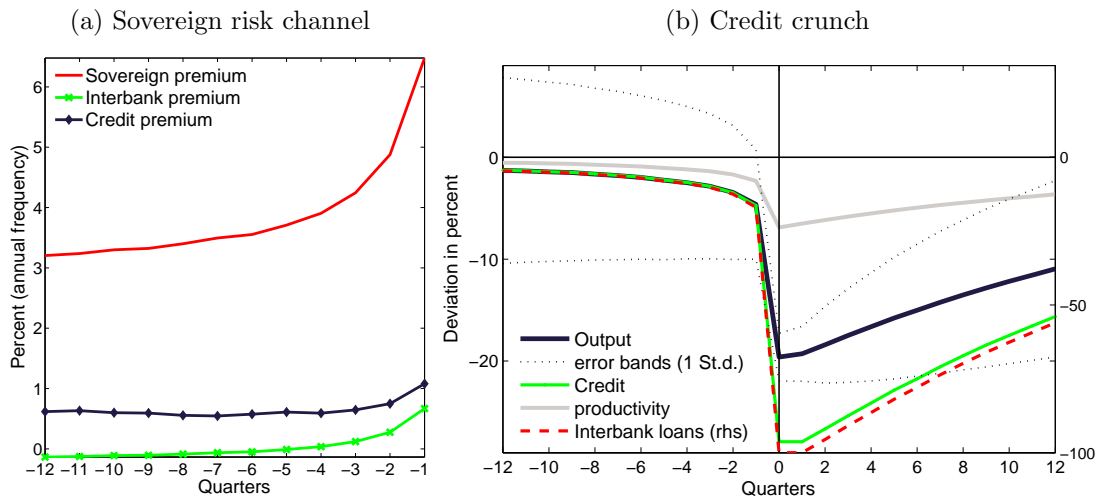 (a) Sovereign risk channel
Percent (annual frequency)
6
5
4
3
2
1
0
Sovereign premium
Interbank premium
Credit premium
−12 −11 −10 −9 −8 −7 −6 −5 −4 −3 −2 −1
Quarters
(b) Credit crunch
Deviation in percent
0
−10
−20
0
−50
−100
Output
error bands (1 St.d.)
Credit
productivity
Interbank loans (rhs)
−12 −10 −8 −6 −4 −2 0 2 4 6 8 10 12
Quarters